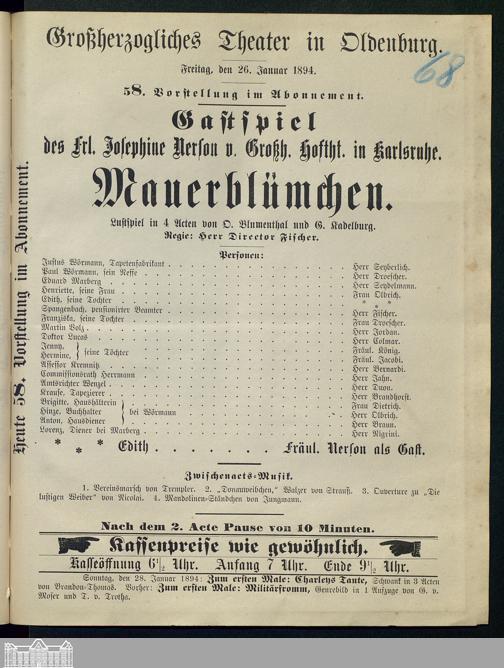 Großherzogliches Theater in Oldenburg.
Freitag, den 26. Januar 1894.
68
58. Vorstellung im Abonnement.
Gastspiel
des Frl. Josephine Nerson v. Großh. Hoftht. in Karlsruhe.
Mauerblümchen.
Lustspiel in 4 Acten von O. Blumenthal und G. Kadelburg.
Regie: Herr Director Fischer.
Personen:
Justus Wörmann, Tapetenfabrikant . . . Herr Seyberlich.
Paul Wörmann, sein Neffe . . . Herr Droescher.
Eduard Marberg . . . Herr Seydelmann.
Henriette, seine Frau . . . Frau Olbrich.
Edith, seine Tochter . . . * * *
Spangenbach, pensionirter Beamter . . . Herr Fischer.
Franziska, seine Tochter . . . Frau Droescher.
Martin Volz . . . Herr Jordan.
Doktor Lucas . . . Herr Colmar.
Jenny, } seine Töchter . . . Fräul. König.
Hermine, } . . . Fräul. Jacobi.
Assessor Kremnitz . . . Herr Bernardi.
Commissionsrath Herrmann . . . Herr Jahn.
Amtsrichter Wenzel . . . Herr Duon.
Krause, Tapezierer . . . Herr Brandhorst.
Brigitte, Haushälterin } bei Wörmann . . . Frau Dietrich.
Hinze, Buchhalter } . . . Herr Olbrich.
Anton, Hausdiener } . . . Herr Braun.
Lorenz, Diener bei Marberg . . . Herr Nigrini.
* * * Edith . . . Fräul. Nerson als Gast.
Heute 58. Vorstellung im Abonnement.
Zwischenacts-Musik.
1. Vereinsmarsch von Trempler. 2. „Donauweibchen," Walzer von Strauß. 3. Ouverture zu „Die
lustigen Weiber" von Nicolai. 4. Mandolinen-Ständchen von Jungmann.
Nach dem 2. Acte Pause von 10 Minuten.
Kassenpreise wie gewöhnlich.
Kasseöffnung 6 1/2 Uhr. Anfang 7 Uhr. Ende 9 1/2 Uhr.
Sonntag, den 28. Januar 1894: Zum ersten Male: Charleys Tante, Schwank in 3 Acten
von Brandon-Thomas. Vorher: Zum ersten Male: Militärfromm, Genrebild in 1 Aufzuge von G. v.
Moser und T. v. Trotha.